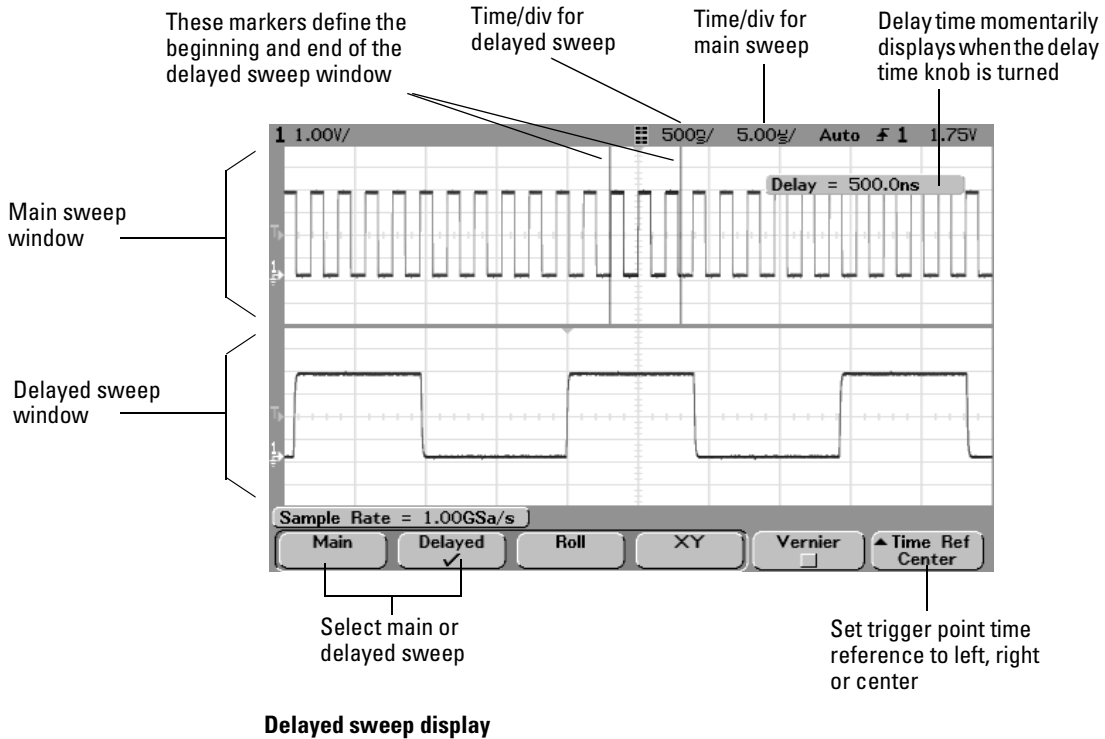 These markers define the
beginning and end of the
delayed sweep window
Time/div for
delayed sweep
Time/div for
main sweep
Delay time momentarily
displays when the delay
time knob is turned
1 1.00V/ 500n̲s̲/ 5.00u̲s̲/ Auto 1 1.75V
Delay = 500.0ns
Main sweep
window
T
1
Delayed sweep
window
T
1
Sample Rate = 1.00GSa/s
Main Delayed Roll XY Vernier Time Ref
✓ Center
Select main or
delayed sweep
Set trigger point time
reference to left, right
or center
Delayed sweep display